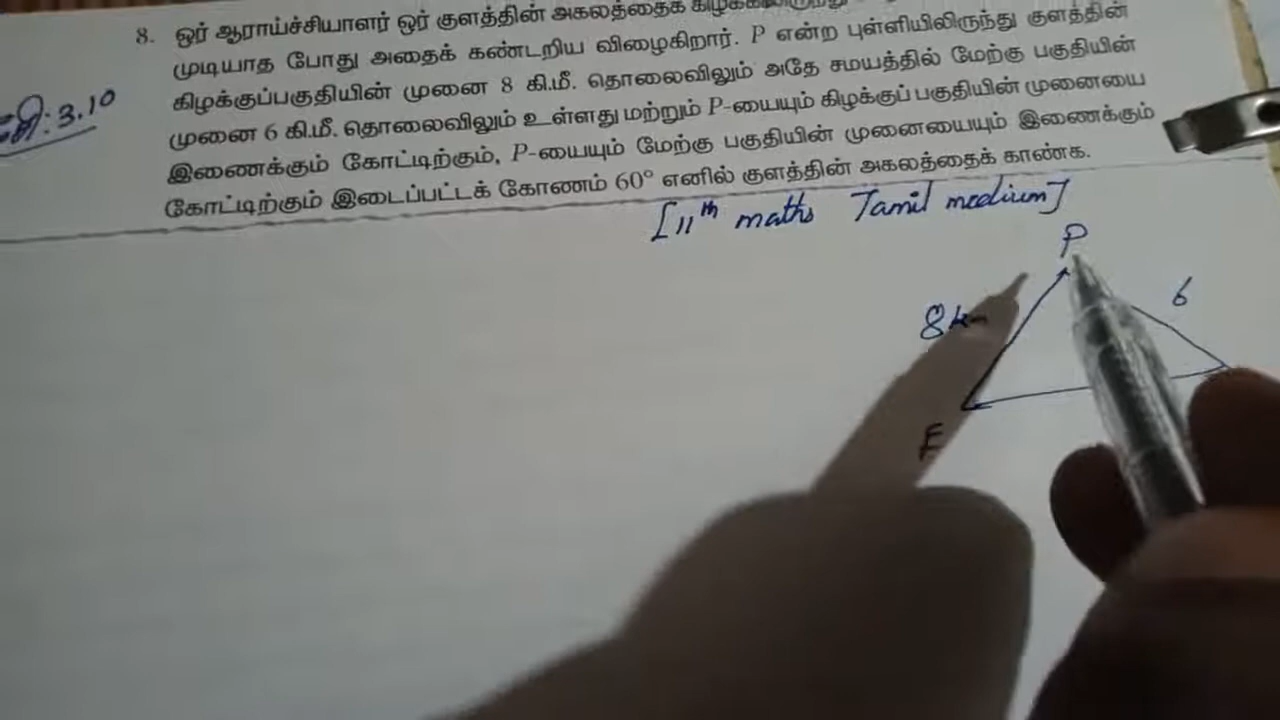 8. ஓர் ஆராய்ச்சியாளர் ஓர் குளத்தின் அகலத்தைக்
முடியாத போது அதைக் கண்டறிய விழைகிறார். P என்ற புள்ளியிலிருந்து குளத்தின்
கிழக்குப்பகுதியின் முனை 8 கி.மீ. தொலைவிலும் அதே சமயத்தில் மேற்கு பகுதியின்
3.10
முனை 6 கி.மீ. தொலைவிலும் உள்ளது மற்றும் P-யையும் கிழக்குப் பகுதியின் முனையை
இணைக்கும் கோட்டிற்கும், P-யையும் மேற்கு பகுதியின் முனையையும் இணைக்கும்
கோட்டிற்கும் இடைப்பட்டக் கோணம் 60° எனில் குளத்தின் அகலத்தைக் காண்க.
[11th maths Tamil medium]
P
6
8km
E